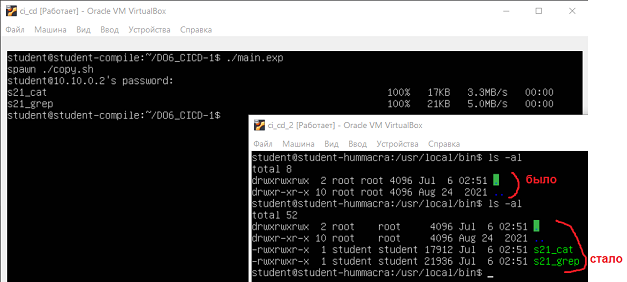 ci_cd [Работает] - Oracle VM VirtualBox
Файл Машина Вид Ввод Устройства Справка
student@student-compile:~/DO6_CICD-1$ ./main.exp
spawn ./copy.sh
student@10.10.0.2's password:
s21_cat 100% 17KB 3.3MB/s 00:00
s21_grep 100% 21KB 5.0MB/s 00:00
student@student-compile:~/DO6_CICD-1$
ci_cd_2 [Работает] - Oracle VM VirtualBox
Файл Машина Вид Ввод Устройства Справка
student@student-hummacra:/usr/local/bin$ ls -al
total 8
drwxrwxrwx 2 root root 4096 Jul 6 02:51 .
drwxr-xr-x 10 root root 4096 Aug 24 2021 ..
было
student@student-hummacra:/usr/local/bin$ ls -al
total 52
drwxrwxrwx 2 root root 4096 Jul 6 02:51 .
drwxr-xr-x 10 root root 4096 Aug 24 2021 ..
-rwxrwxr-x 1 student student 17912 Jul 6 02:51 s21_cat
-rwxrwxr-x 1 student student 21936 Jul 6 02:51 s21_grep
стало
student@student-hummacra:/usr/local/bin$ _